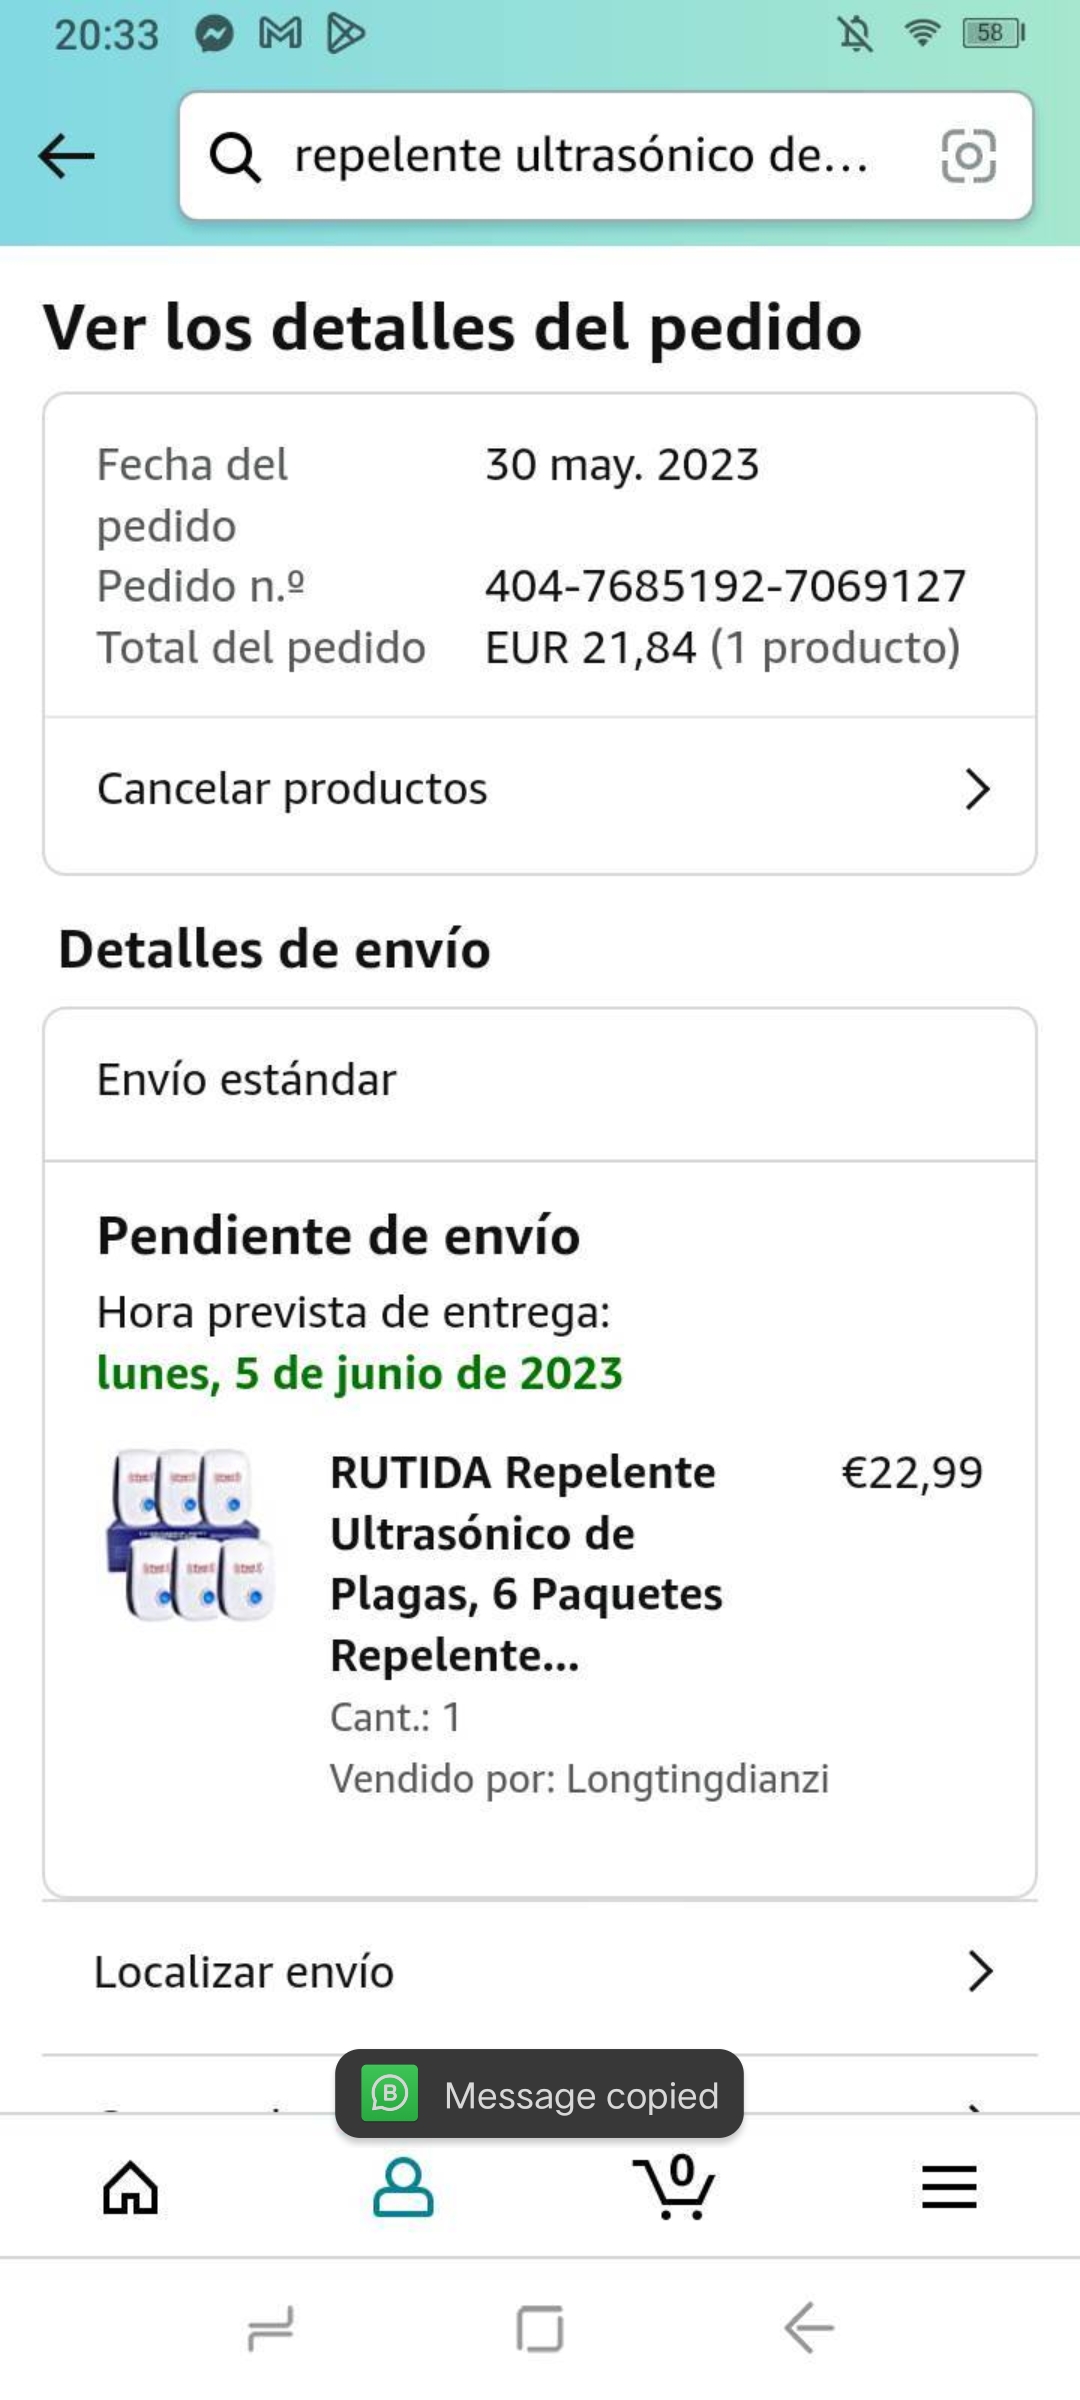 20:33
58
repelente ultrasónico de...
Ver los detalles del pedido
Fecha del pedido
30 may. 2023
Pedido n.º
404-7685192-7069127
Total del pedido
EUR 21,84 (1 producto)
Cancelar productos
Detalles de envío
Envío estándar
Pendiente de envío
Hora prevista de entrega:
lunes, 5 de junio de 2023
RUTIDA Repelente
€22,99
Ultrasónico de
Plagas, 6 Paquetes
Repelente...
Cant.: 1
Vendido por: Longtingdianzi
Localizar envío
B
Message copied
0